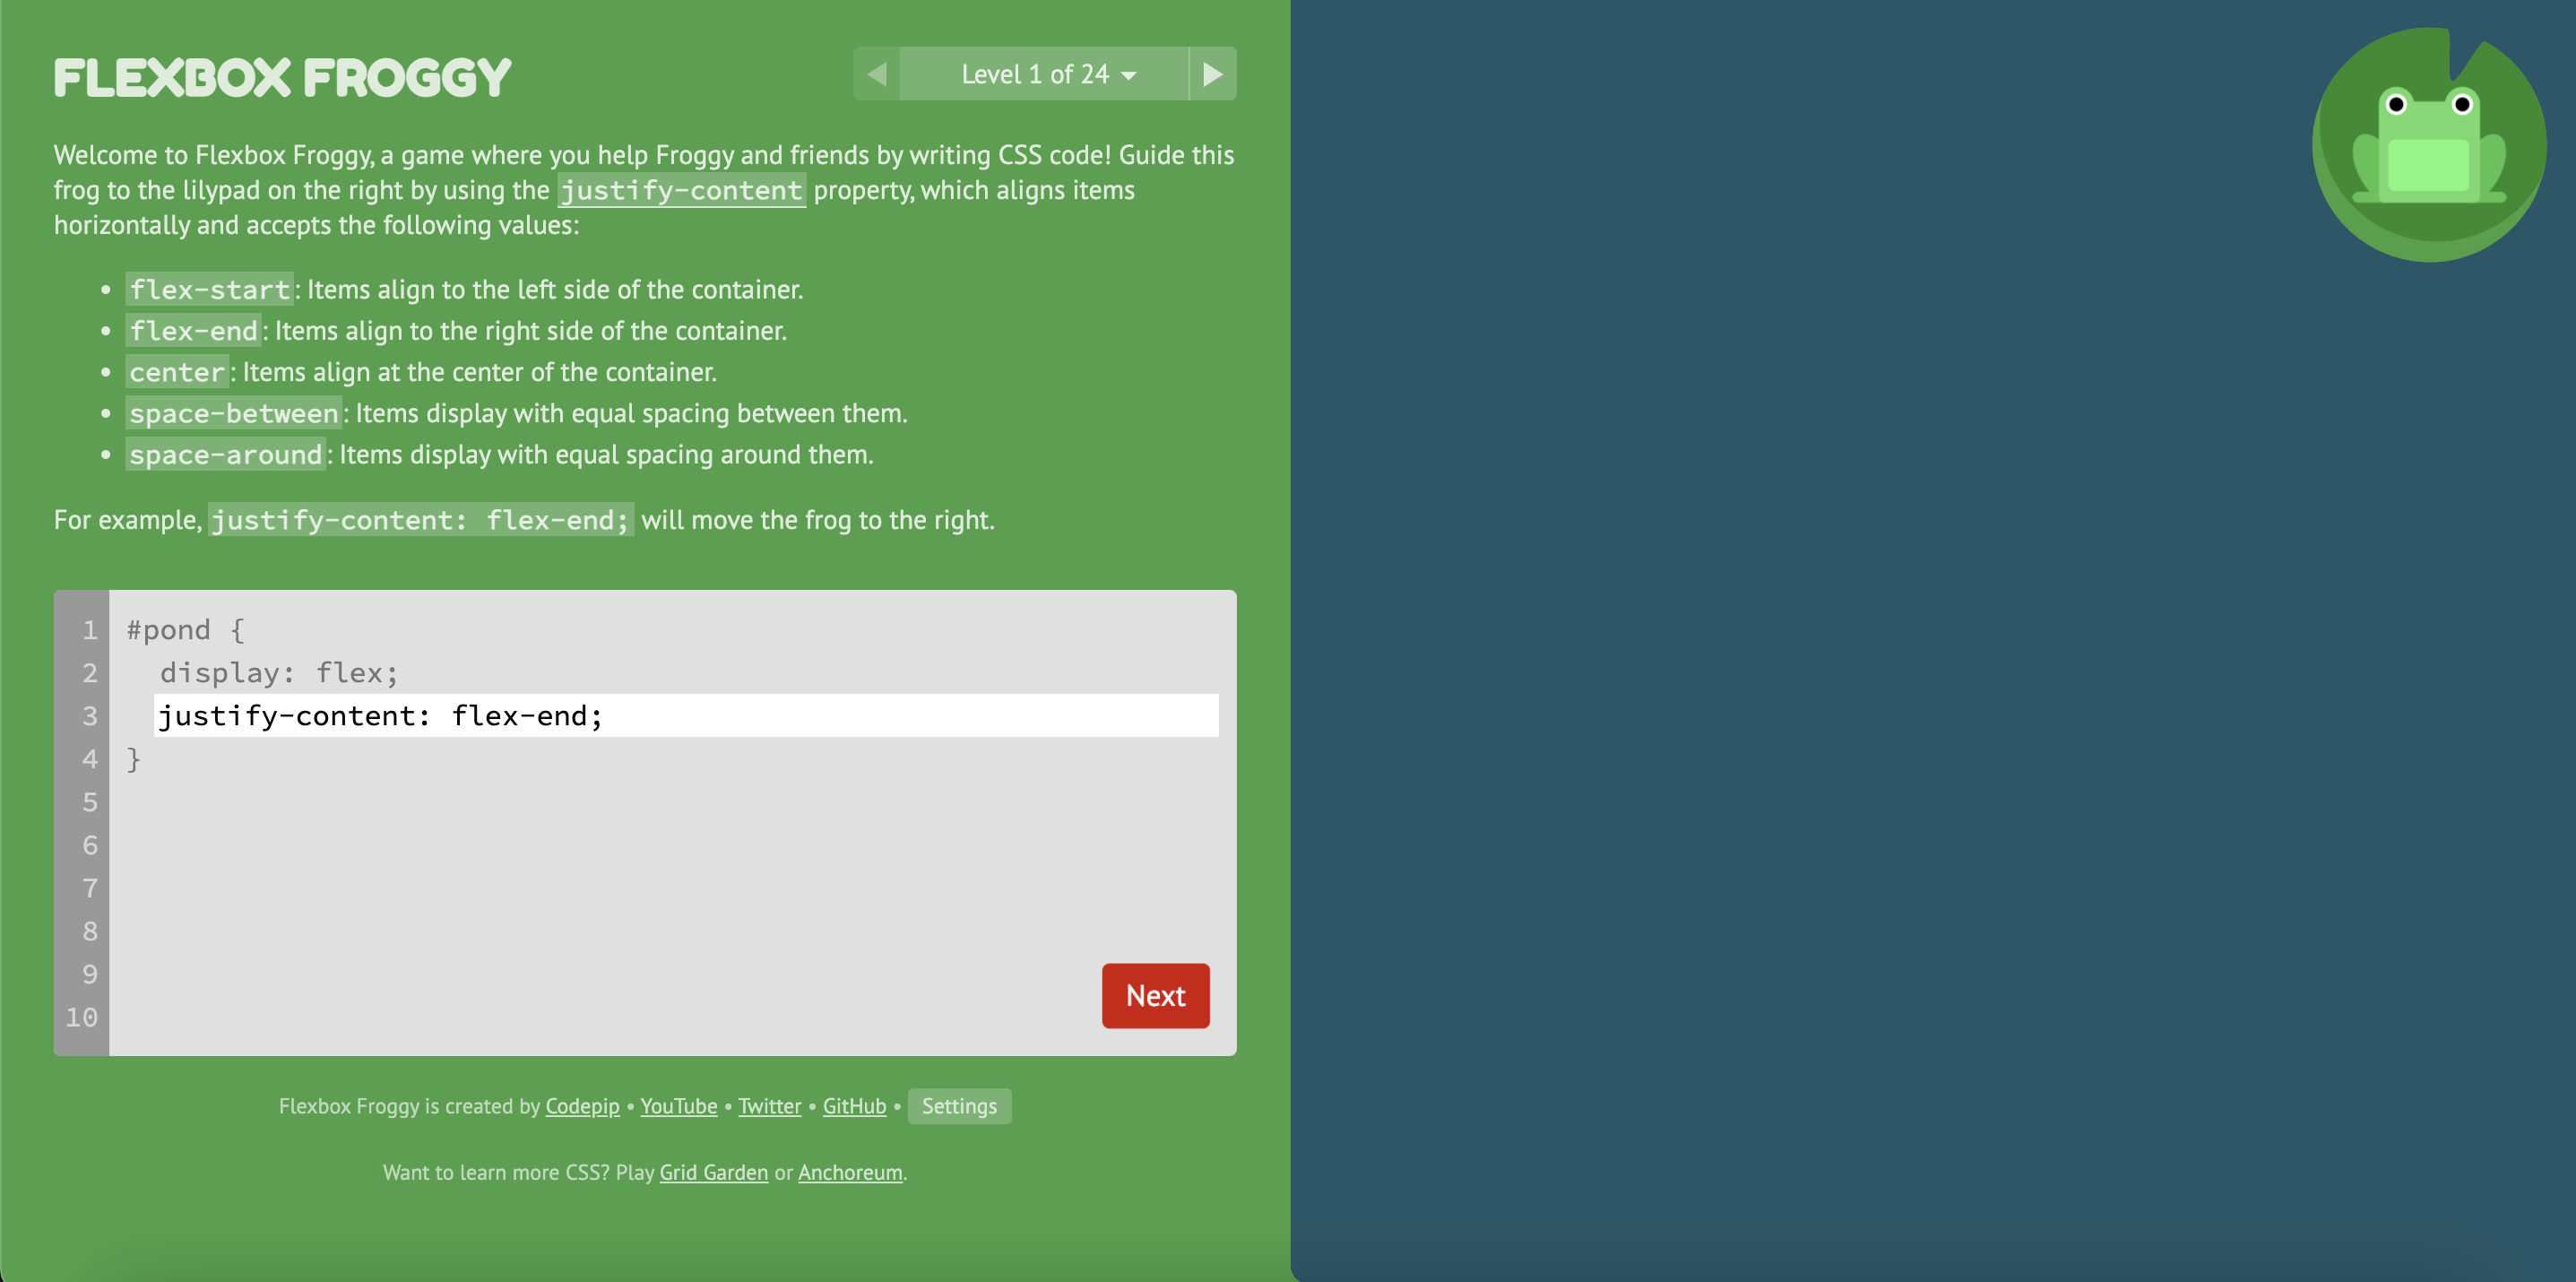 FLEXBOX FROGGY
Level 1 of 24
Welcome to Flexbox Froggy, a game where you help Froggy and friends by writing CSS code! Guide this
frog to the lilypad on the right by using the justify-content property, which aligns items
horizontally and accepts the following values:
• flex-start: Items align to the left side of the container.
• flex-end: Items align to the right side of the container.
• center: Items align at the center of the container.
• space-between: Items display with equal spacing between them.
• space-around: Items display with equal spacing around them.
For example, justify-content: flex-end; will move the frog to the right.
1 #pond {
2 display: flex;
3 justify-content: flex-end;
4 }
5
6
7
8
9
10
Next
Flexbox Froggy is created by Codepip • YouTube • Twitter • GitHub • Settings
Want to learn more CSS? Play Grid Garden or Anchoreum.